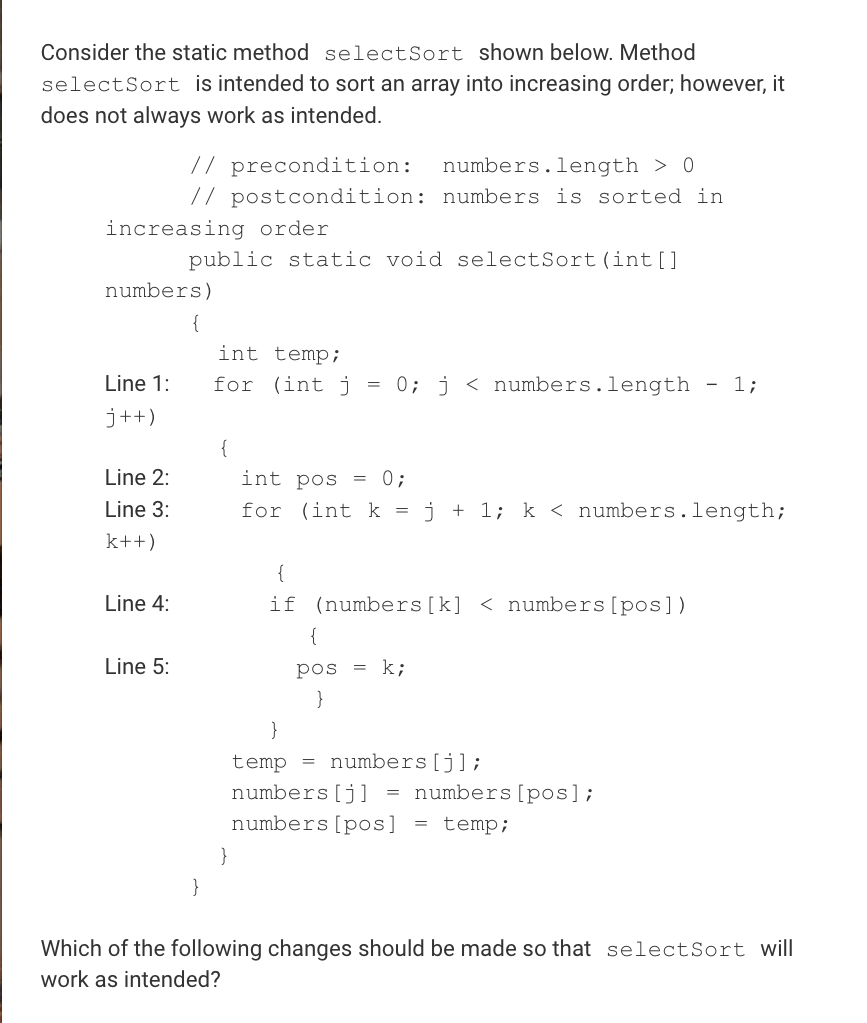 Consider the static method selectSort shown below. Method
selectSort is intended to sort an array into increasing order; however, it
does not always work as intended.
// precondition: numbers.length > 0
// postcondition: numbers is sorted in
increasing order
public static void selectSort(int[]
numbers)
{
int temp;
Line 1: for (int j = 0; j < numbers.length - 1;
j++)
{
Line 2: int pos = 0;
Line 3: for (int k = j + 1; k < numbers.length;
k++)
{
Line 4: if (numbers[k] < numbers[pos])
{
Line 5: pos = k;
}
}
temp = numbers[j];
numbers[j] = numbers[pos];
numbers[pos] = temp;
}
}
Which of the following changes should be made so that selectSort will
work as intended?